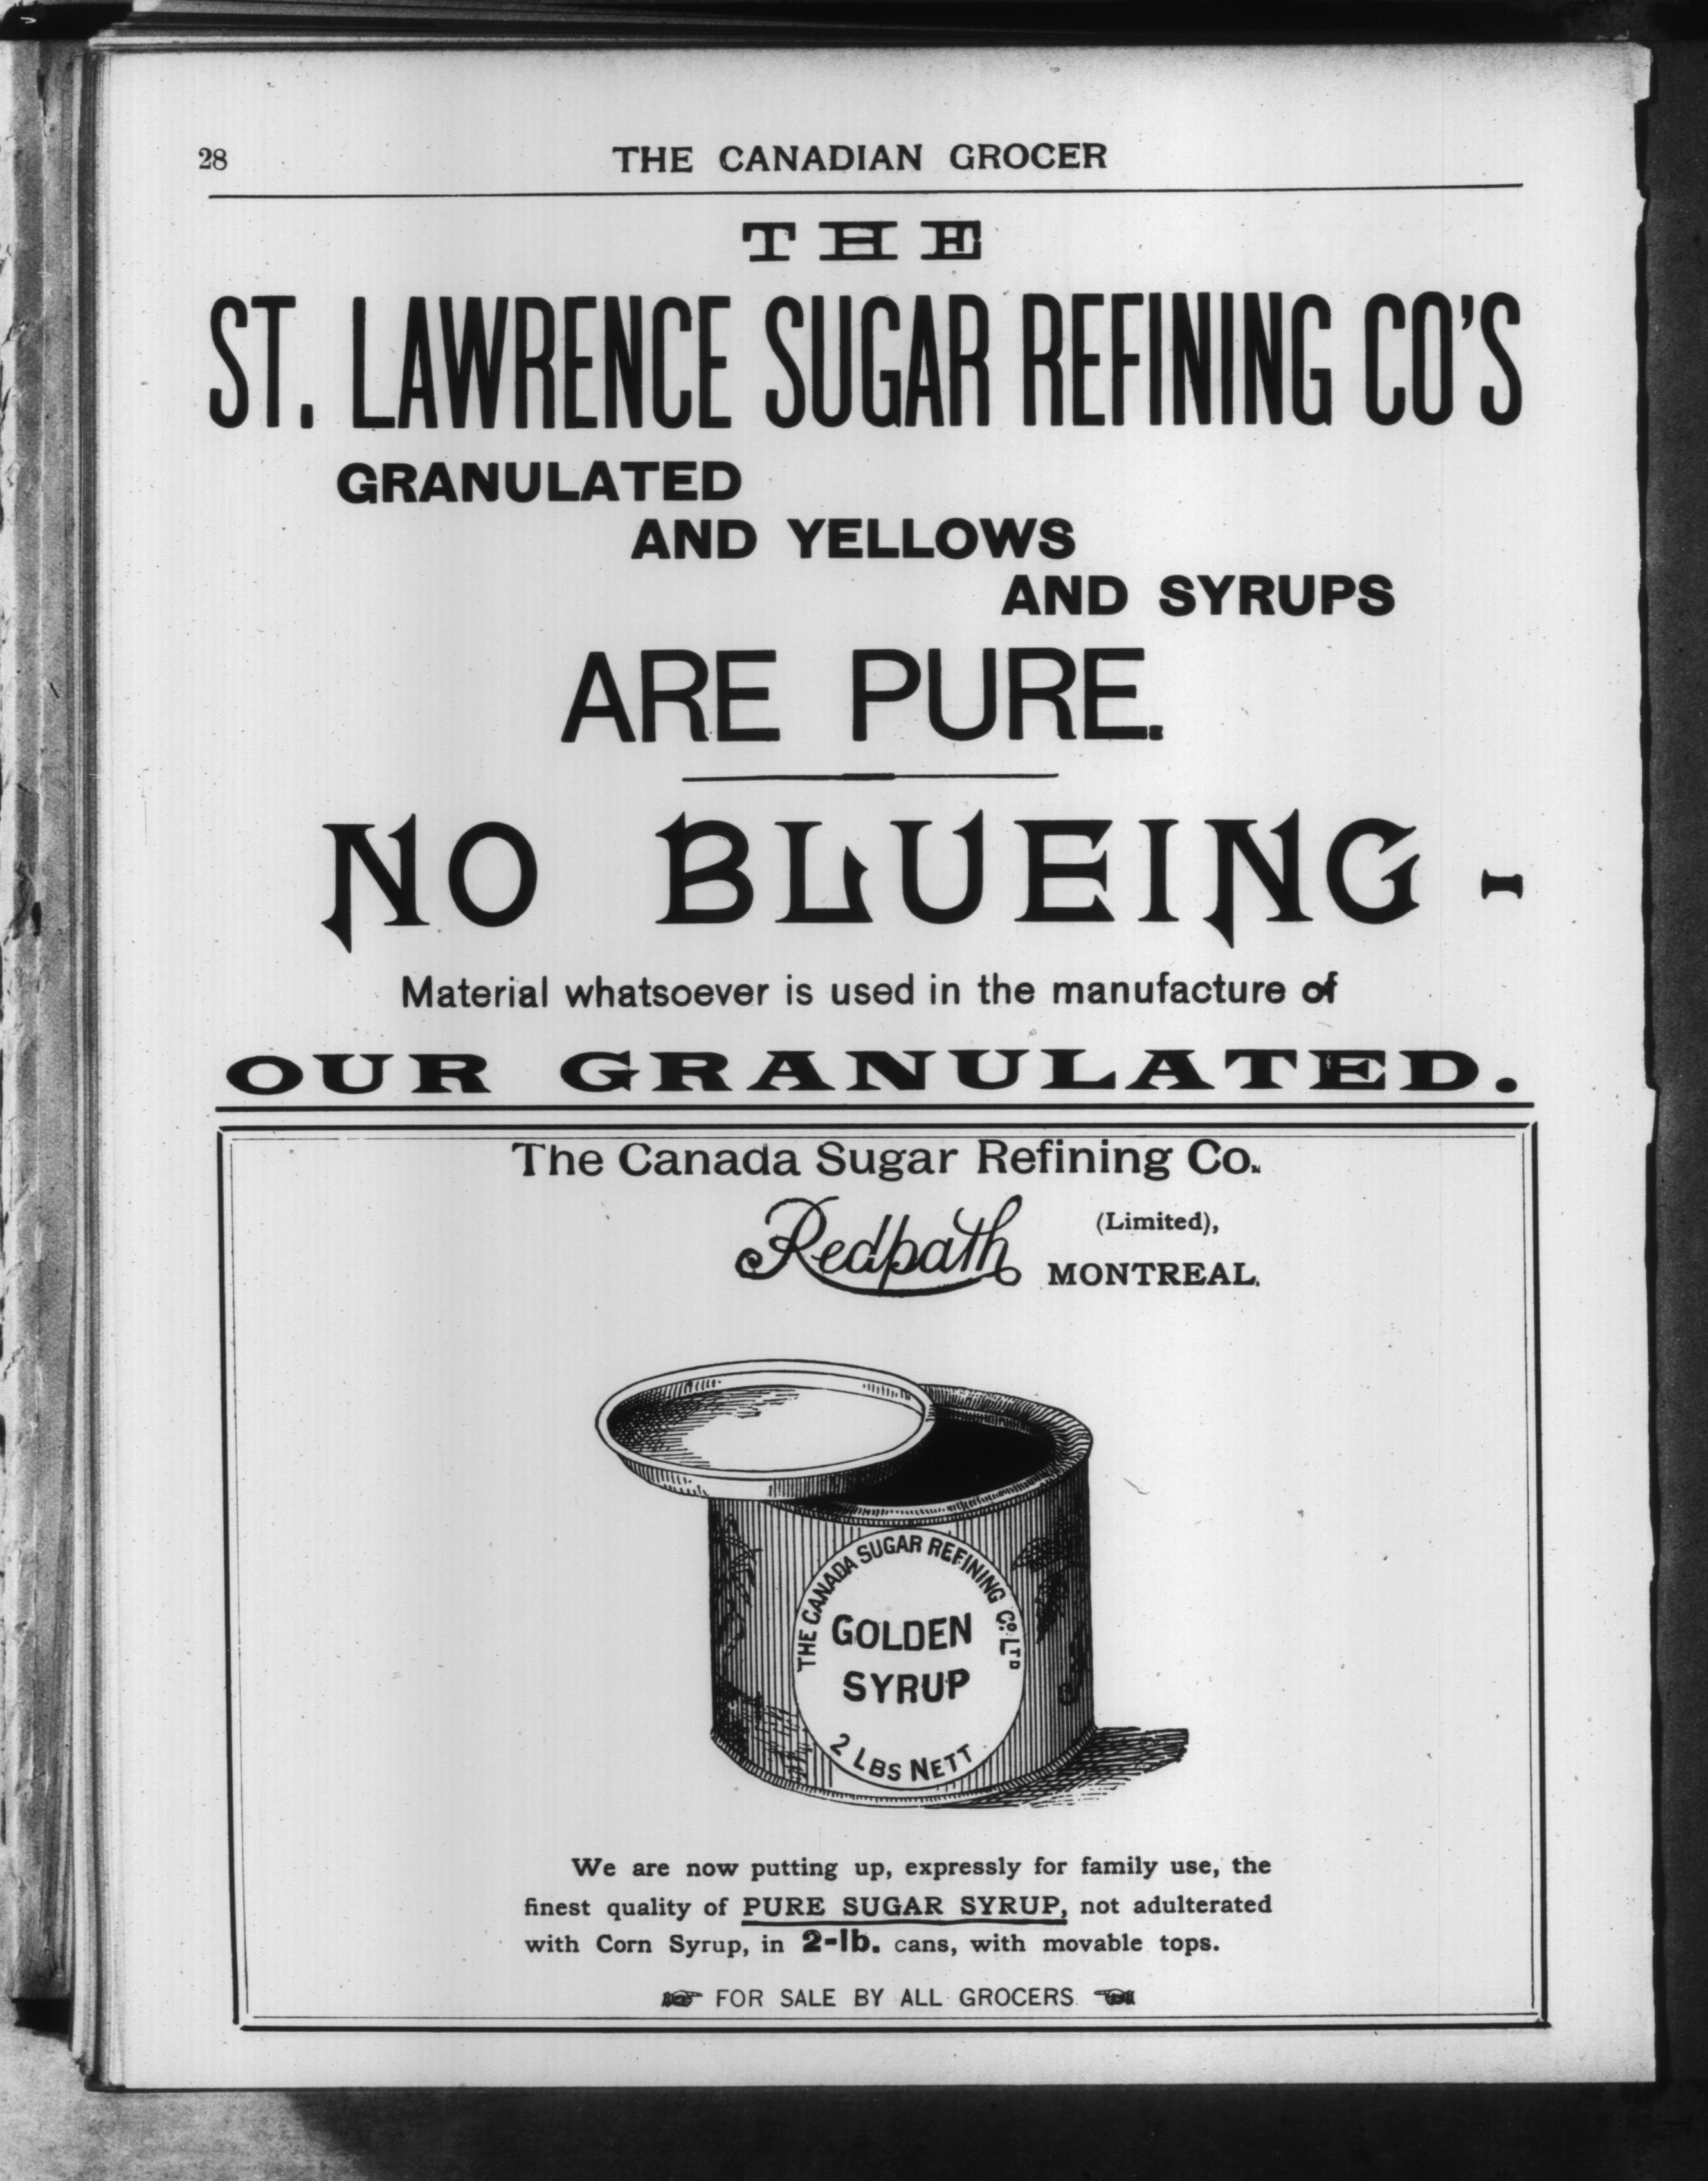 28
THE CANADIAN GROCER
THE
ST. LAWRENCE SUGAR REFINING CO'S
GRANULATED
AND YELLOWS
AND SYRUPS
ARE PURE.
NO BLUEING-
Material whatsoever is used in the manufacture of
OUR GRANULATED.
The Canada Sugar Refining Co.
(Limited),
Redpath
MONTREAL.
THE CANADA SUGAR REFINING CO. LTD
GOLDEN
SYRUP
2 LBS NETT
We are now putting up, expressly for family use, the
finest quality of PURE SUGAR SYRUP, not adulterated
with Corn Syrup, in 2-lb. cans, with movable tops.
FOR SALE BY ALL GROCERS